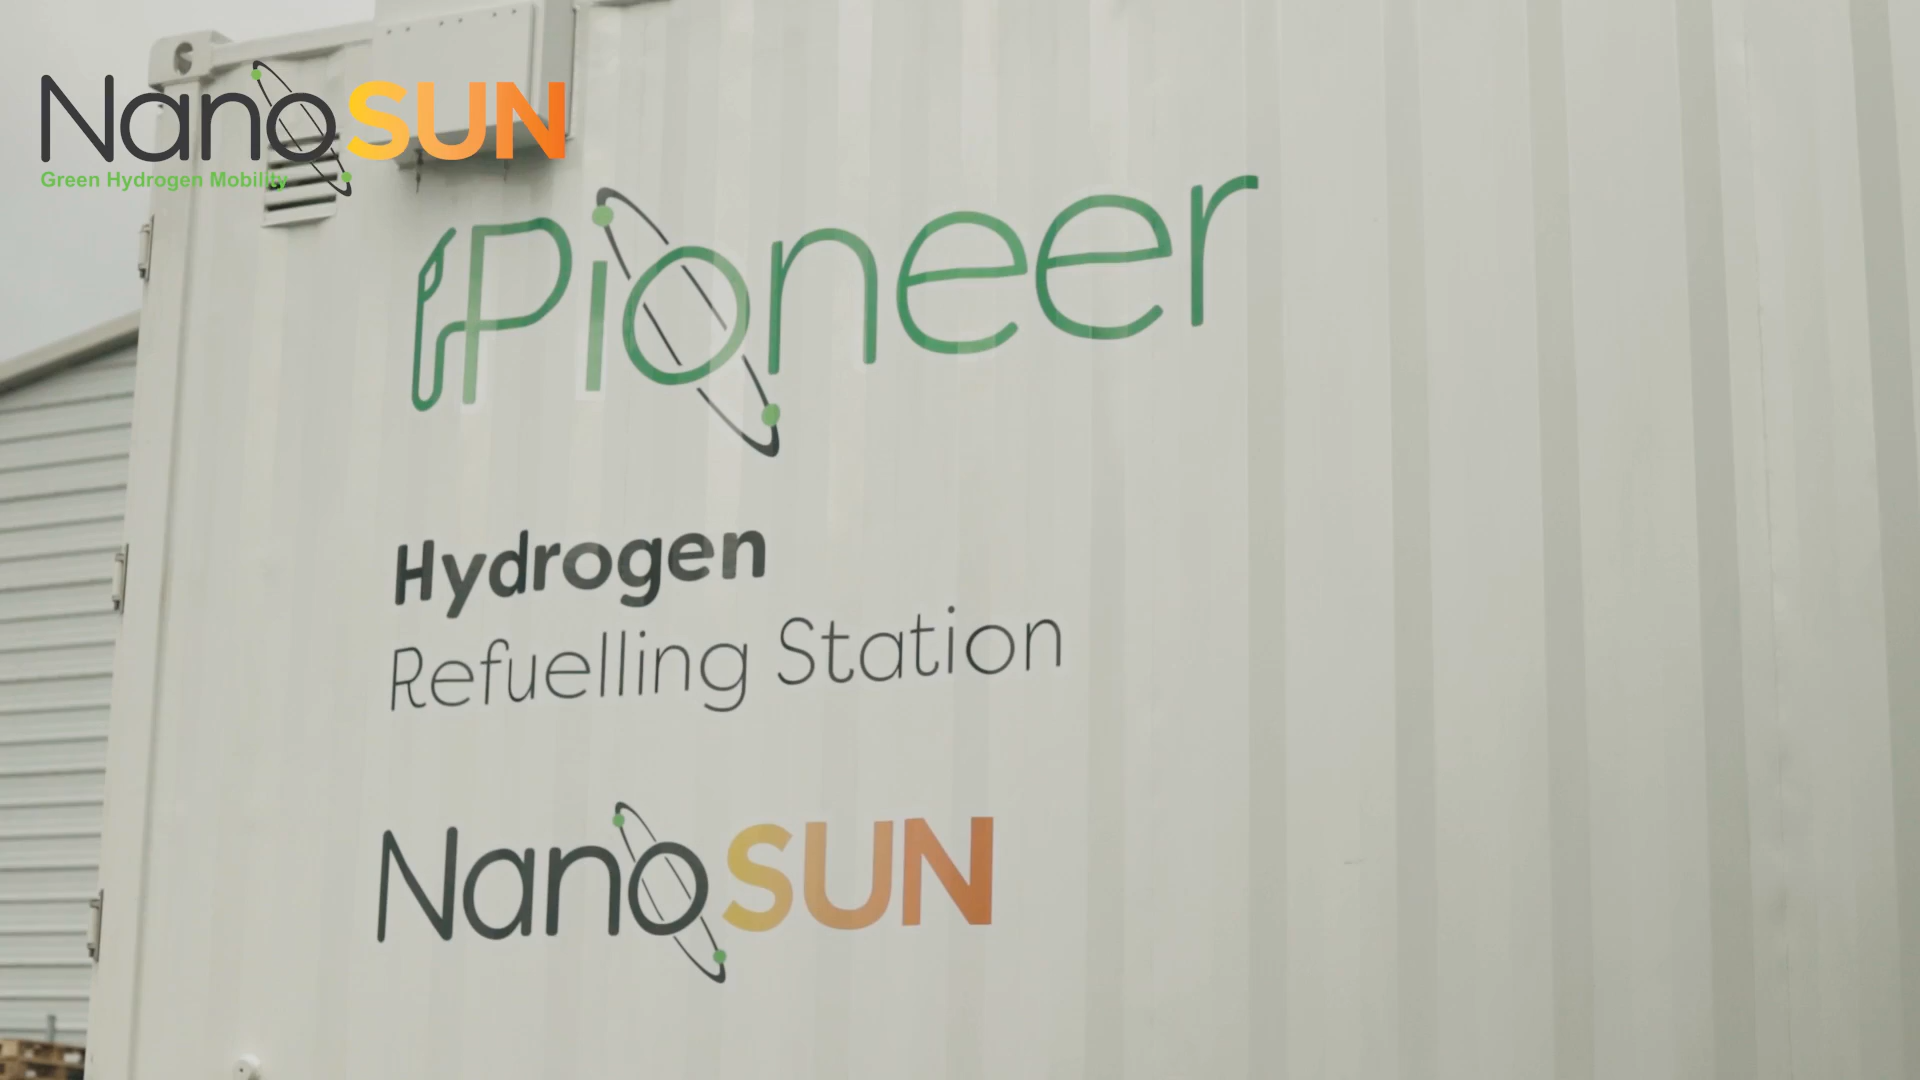 NanoSUN
Green Hydrogen Mobility
Pioneer
Hydrogen
Refuelling Station
NanoSUN